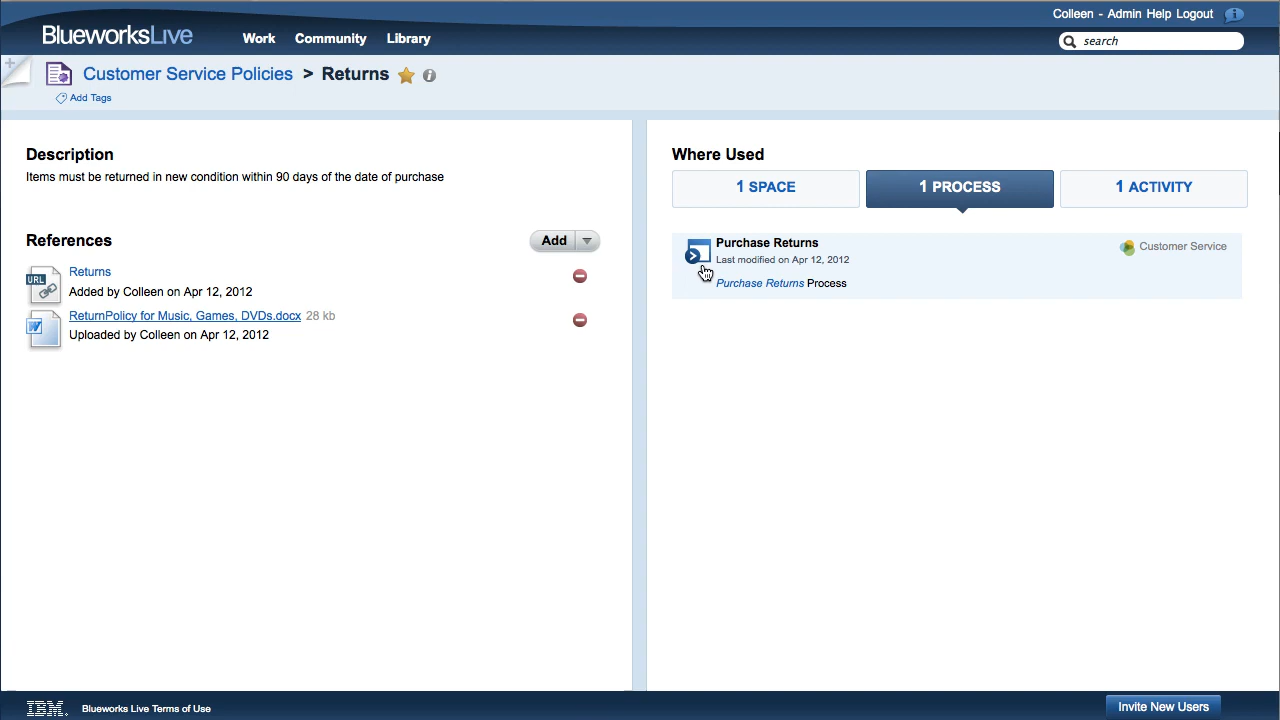 Colleen - Admin Help Logout
BlueworksLive Work Community Library
search
Customer Service Policies > Returns
Add Tags
Description
Items must be returned in new condition within 90 days of the date of purchase
References
Add
URL
Returns
Added by Colleen on Apr 12, 2012
ReturnPolicy for Music, Games, DVDs.docx 28 kb
Uploaded by Colleen on Apr 12, 2012
Where Used
1 SPACE
1 PROCESS
1 ACTIVITY
Purchase Returns
Customer Service
Last modified on Apr 12, 2012
Purchase Returns Process
IBM. Blueworks Live Terms of Use
Invite New Users